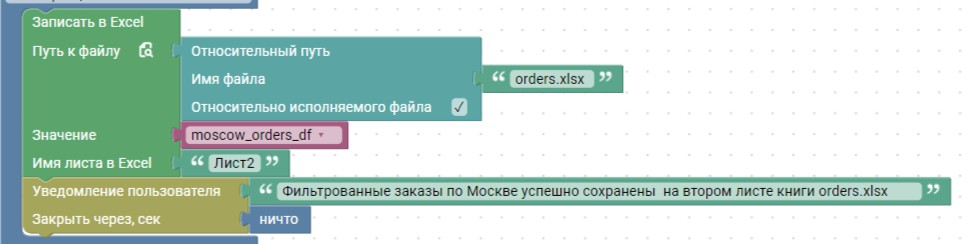 Записать в Excel
Путь к файлу
Относительный путь
Имя файла
“ orders.xlsx ”
Относительно исполняемого файла ✓
Значение
moscow_orders_df
Имя листа в Excel
“ Лист2 ”
Уведомление пользователя
“ Фильтрованные заказы по Москве успешно сохранены  на втором листе книги orders.xlsx ”
Закрыть через, сек
ничто